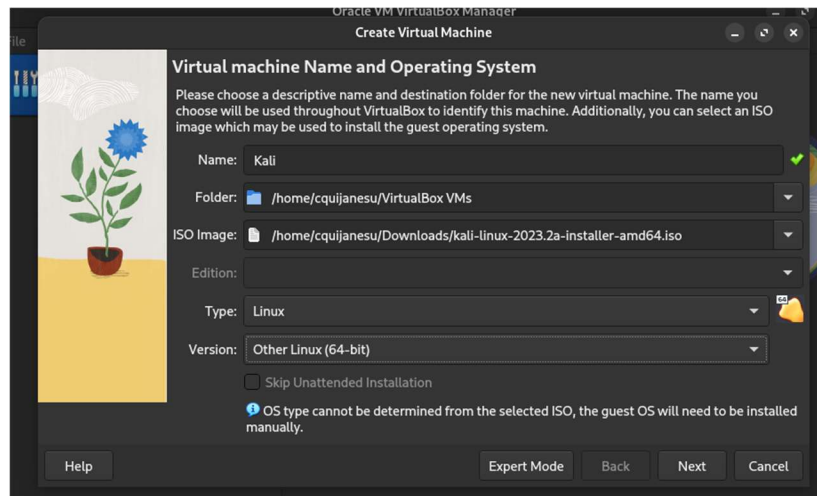 Oracle VM VirtualBox Manager
File
Create Virtual Machine
Virtual machine Name and Operating System
Please choose a descriptive name and destination folder for the new virtual machine. The name you
choose will be used throughout VirtualBox to identify this machine. Additionally, you can select an ISO
image which may be used to install the guest operating system.
Name: Kali
Folder: /home/cquijanesu/VirtualBox VMs
ISO Image: /home/cquijanesu/Downloads/kali-linux-2023.2a-installer-amd64.iso
Edition:
Type: Linux
64
Version: Other Linux (64-bit)
Skip Unattended Installation
OS type cannot be determined from the selected ISO, the guest OS will need to be installed
manually.
Help Expert Mode Back Next Cancel